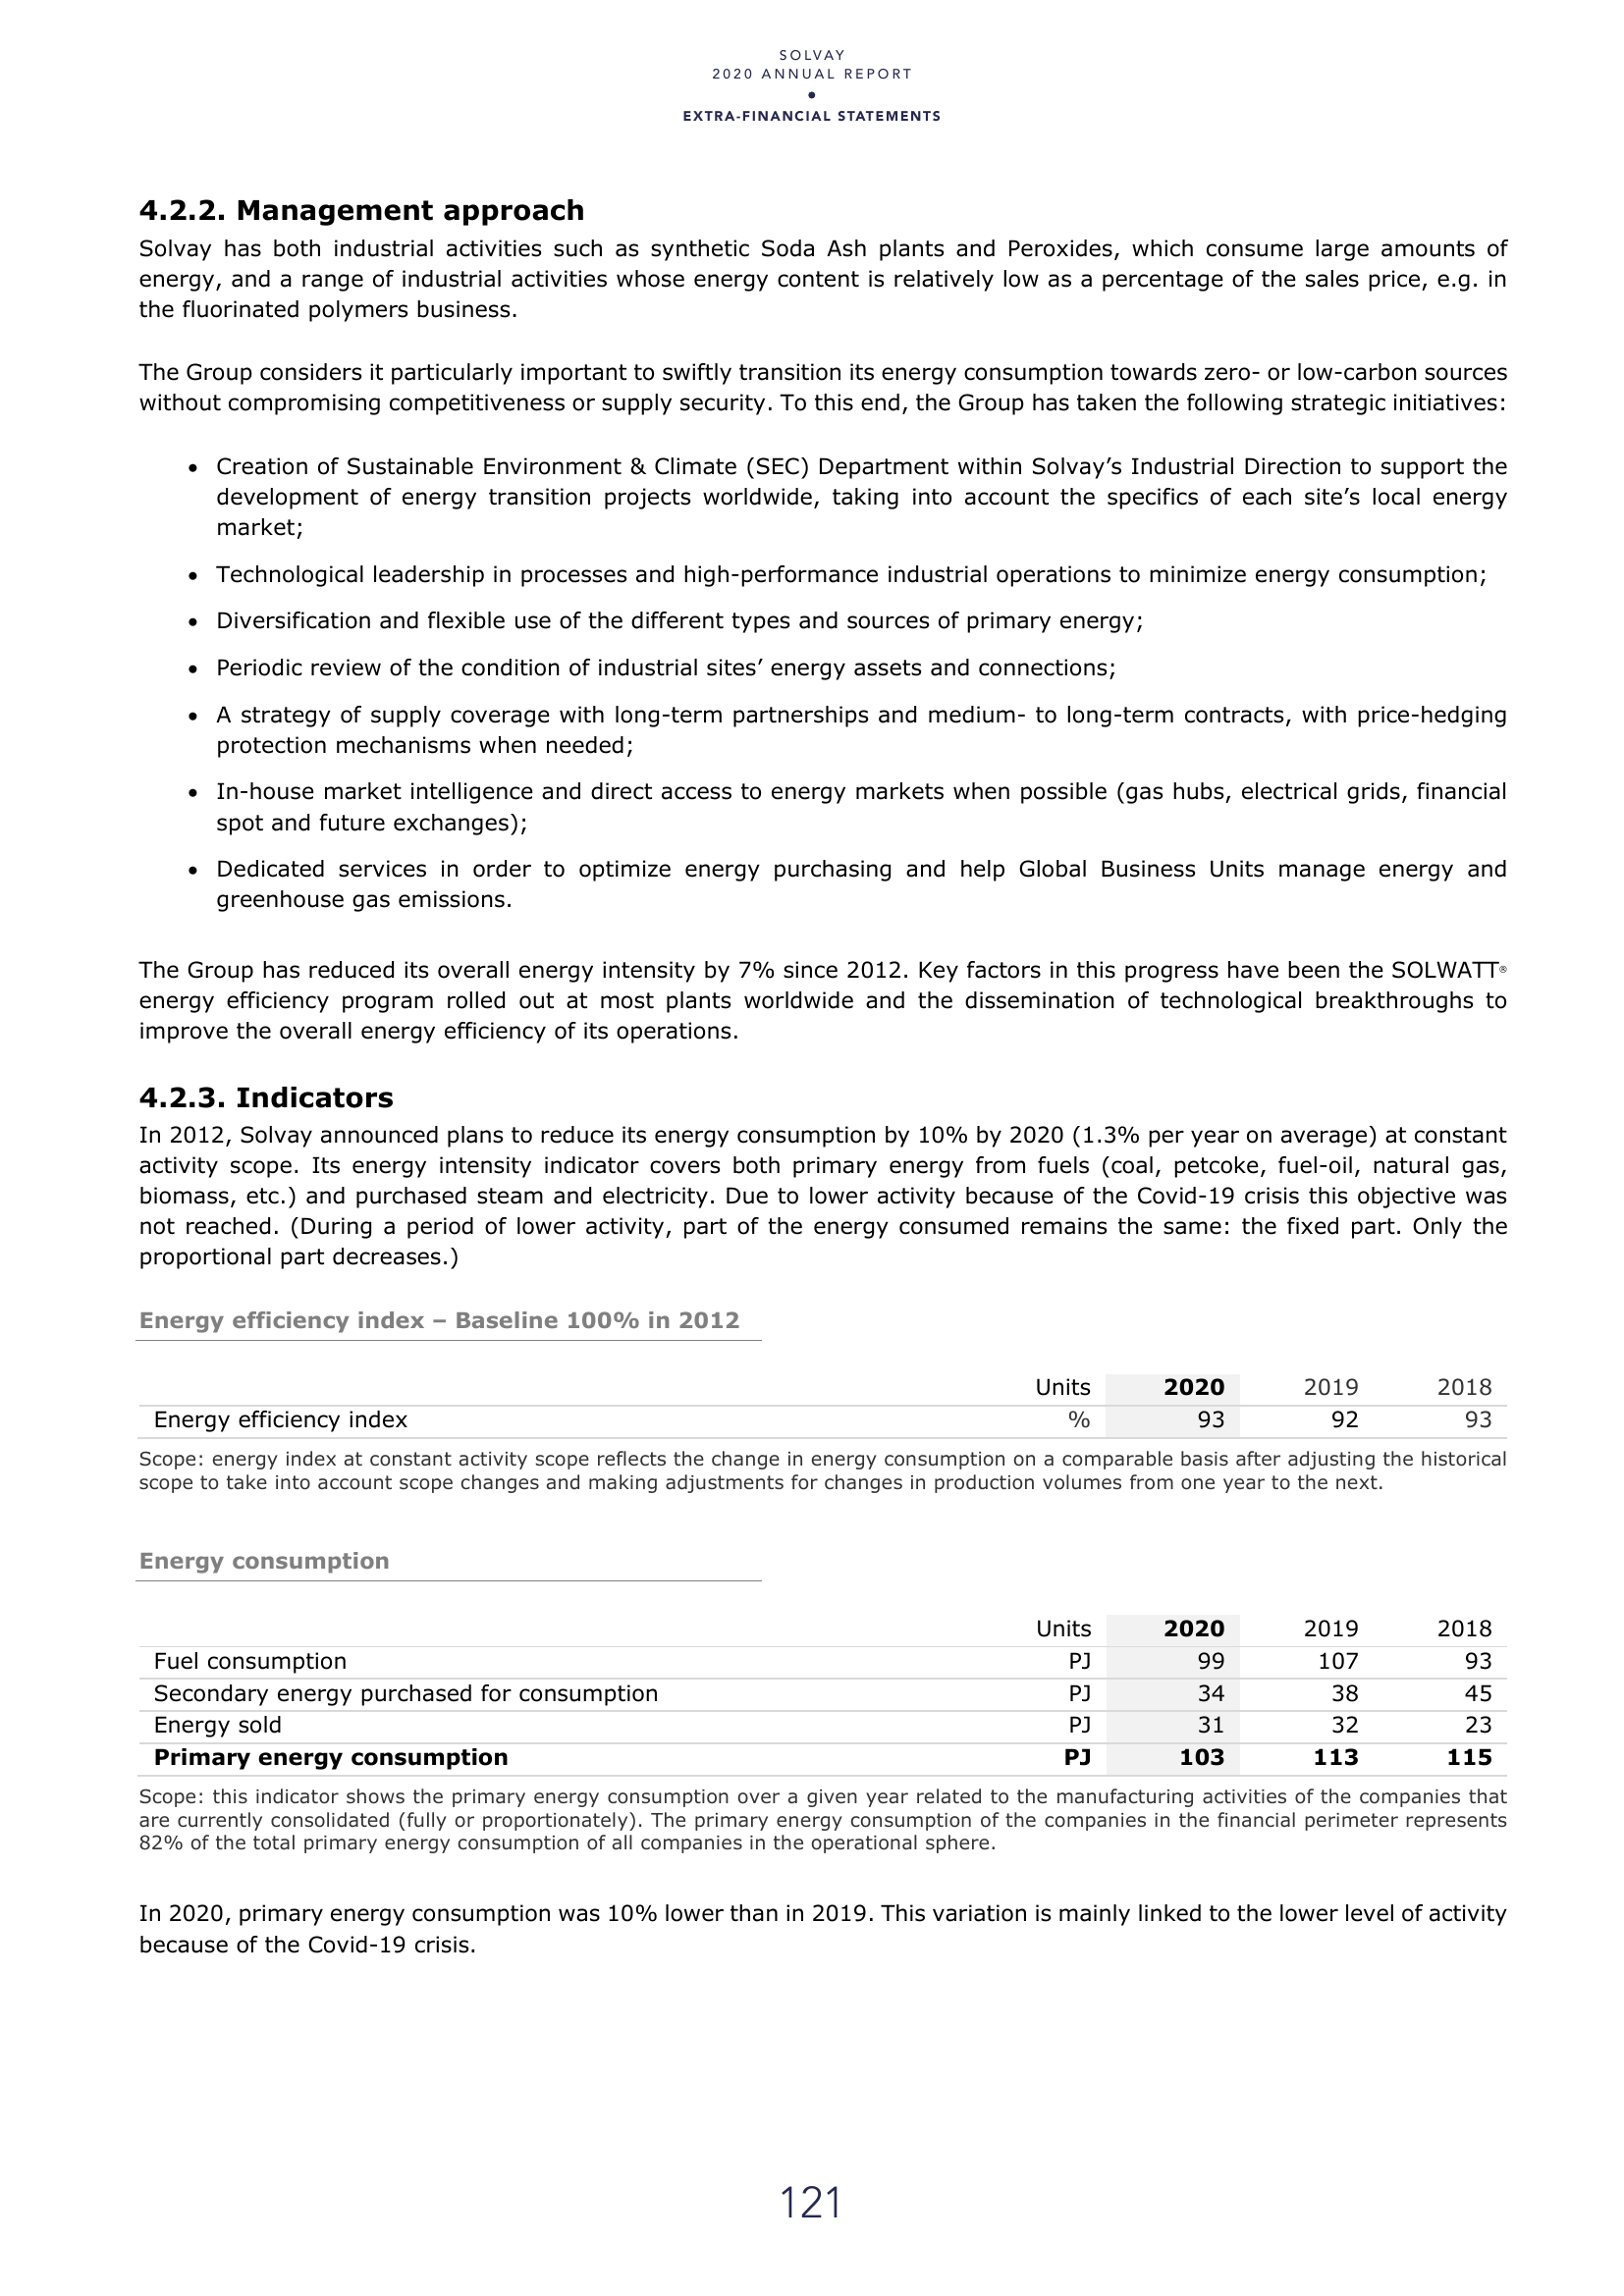 SOLVAY
2020 ANNUAL REPORT
•
EXTRA-FINANCIAL STATEMENTS
4.2.2. Management approach
Solvay has both industrial activities such as synthetic Soda Ash plants and Peroxides, which consume large amounts of
energy, and a range of industrial activities whose energy content is relatively low as a percentage of the sales price, e.g. in
the fluorinated polymers business.
The Group considers it particularly important to swiftly transition its energy consumption towards zero- or low-carbon sources
without compromising competitiveness or supply security. To this end, the Group has taken the following strategic initiatives:
• Creation of Sustainable Environment & Climate (SEC) Department within Solvay’s Industrial Direction to support the
development of energy transition projects worldwide, taking into account the specifics of each site’s local energy
market;
• Technological leadership in processes and high-performance industrial operations to minimize energy consumption;
• Diversification and flexible use of the different types and sources of primary energy;
• Periodic review of the condition of industrial sites’ energy assets and connections;
• A strategy of supply coverage with long-term partnerships and medium- to long-term contracts, with price-hedging
protection mechanisms when needed;
• In-house market intelligence and direct access to energy markets when possible (gas hubs, electrical grids, financial
spot and future exchanges);
• Dedicated services in order to optimize energy purchasing and help Global Business Units manage energy and
greenhouse gas emissions.
The Group has reduced its overall energy intensity by 7% since 2012. Key factors in this progress have been the SOLWATT®
energy efficiency program rolled out at most plants worldwide and the dissemination of technological breakthroughs to
improve the overall energy efficiency of its operations.
4.2.3. Indicators
In 2012, Solvay announced plans to reduce its energy consumption by 10% by 2020 (1.3% per year on average) at constant
activity scope. Its energy intensity indicator covers both primary energy from fuels (coal, petcoke, fuel-oil, natural gas,
biomass, etc.) and purchased steam and electricity. Due to lower activity because of the Covid-19 crisis this objective was
not reached. (During a period of lower activity, part of the energy consumed remains the same: the fixed part. Only the
proportional part decreases.)
Energy efficiency index – Baseline 100% in 2012
Units 2020 2019 2018
Energy efficiency index % 93 92 93
Scope: energy index at constant activity scope reflects the change in energy consumption on a comparable basis after adjusting the historical
scope to take into account scope changes and making adjustments for changes in production volumes from one year to the next.
Energy consumption
Units 2020 2019 2018
Fuel consumption PJ 99 107 93
Secondary energy purchased for consumption PJ 34 38 45
Energy sold PJ 31 32 23
Primary energy consumption PJ 103 113 115
Scope: this indicator shows the primary energy consumption over a given year related to the manufacturing activities of the companies that
are currently consolidated (fully or proportionately). The primary energy consumption of the companies in the financial perimeter represents
82% of the total primary energy consumption of all companies in the operational sphere.
In 2020, primary energy consumption was 10% lower than in 2019. This variation is mainly linked to the lower level of activity
because of the Covid-19 crisis.
121